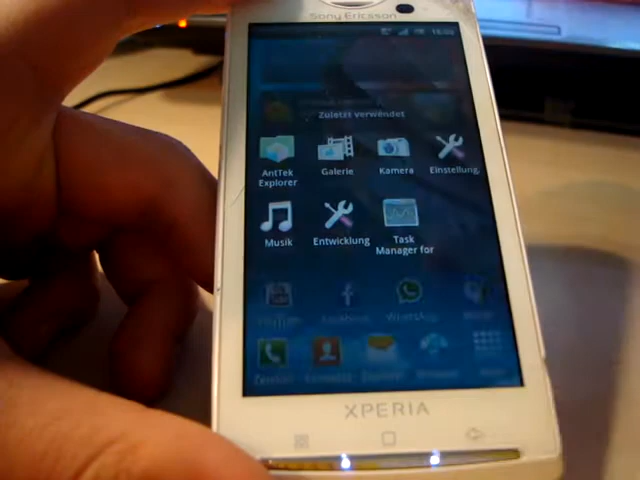 Sony Ericsson
Zuletzt verwendet
AntTek Explorer
Galerie
Kamera
Einstellung.
Musik
Entwicklung
Task Manager for
WhatsApp
XPERIA